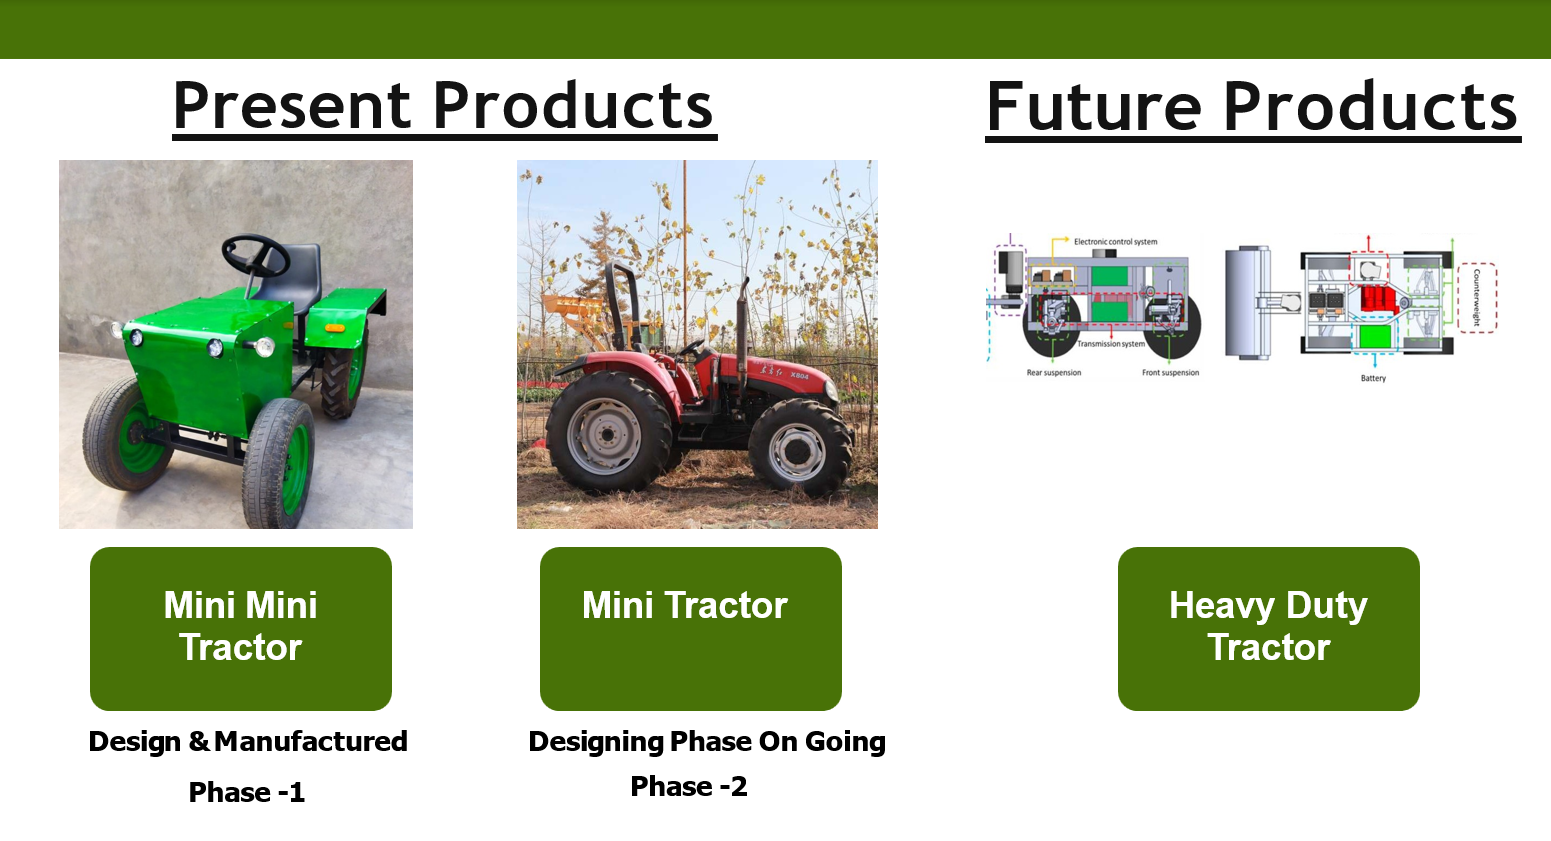 Present Products
Future Products
X804
Electronic control system
Transmission system
Rear suspension
Front suspension
Counterweight
Battery
Mini Mini
Tractor
Mini Tractor
Heavy Duty
Tractor
Design & Manufactured
Phase -1
Designing Phase On Going
Phase -2